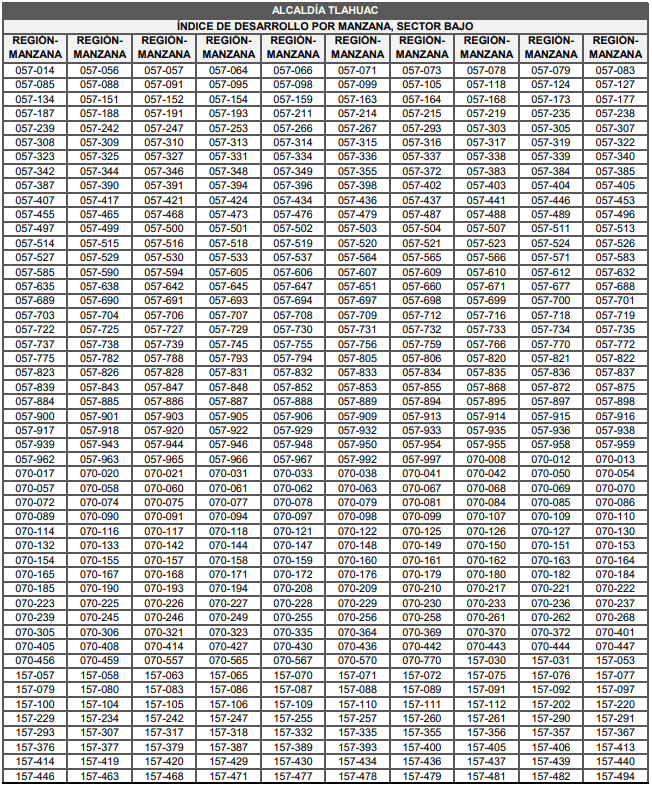 ALCALDÍA TLAHUAC
ÍNDICE DE DESARROLLO POR MANZANA, SECTOR BAJO
REGIÓN-MANZANA REGIÓN-MANZANA REGIÓN-MANZANA REGIÓN-MANZANA REGIÓN-MANZANA REGIÓN-MANZANA REGIÓN-MANZANA REGIÓN-MANZANA REGIÓN-MANZANA REGIÓN-MANZANA
057-014 057-056 057-057 057-064 057-066 057-071 057-073 057-078 057-079 057-083
057-085 057-088 057-091 057-095 057-098 057-099 057-105 057-118 057-124 057-127
057-134 057-151 057-152 057-154 057-159 057-163 057-164 057-168 057-173 057-177
057-187 057-188 057-191 057-193 057-211 057-214 057-215 057-219 057-235 057-238
057-239 057-242 057-247 057-253 057-266 057-267 057-293 057-303 057-305 057-307
057-308 057-309 057-310 057-313 057-314 057-315 057-316 057-317 057-319 057-322
057-323 057-325 057-327 057-331 057-334 057-336 057-337 057-338 057-339 057-340
057-342 057-344 057-346 057-348 057-349 057-355 057-372 057-383 057-384 057-385
057-387 057-390 057-391 057-394 057-396 057-398 057-402 057-403 057-404 057-405
057-407 057-417 057-421 057-424 057-434 057-436 057-437 057-441 057-446 057-453
057-455 057-465 057-468 057-473 057-476 057-479 057-487 057-488 057-489 057-496
057-497 057-499 057-500 057-501 057-502 057-503 057-504 057-507 057-511 057-513
057-514 057-515 057-516 057-518 057-519 057-520 057-521 057-523 057-524 057-526
057-527 057-529 057-530 057-533 057-537 057-564 057-565 057-566 057-571 057-583
057-585 057-590 057-594 057-605 057-606 057-607 057-609 057-610 057-612 057-632
057-635 057-638 057-642 057-645 057-647 057-651 057-660 057-671 057-677 057-688
057-689 057-690 057-691 057-693 057-694 057-697 057-698 057-699 057-700 057-701
057-703 057-704 057-706 057-707 057-708 057-709 057-712 057-716 057-718 057-719
057-722 057-725 057-727 057-729 057-730 057-731 057-732 057-733 057-734 057-735
057-737 057-738 057-739 057-745 057-755 057-756 057-759 057-766 057-770 057-772
057-775 057-782 057-788 057-793 057-794 057-805 057-806 057-820 057-821 057-822
057-823 057-826 057-828 057-831 057-832 057-833 057-834 057-835 057-836 057-837
057-839 057-843 057-847 057-848 057-852 057-853 057-855 057-868 057-872 057-875
057-884 057-885 057-886 057-887 057-888 057-889 057-894 057-895 057-897 057-898
057-900 057-901 057-903 057-905 057-906 057-909 057-913 057-914 057-915 057-916
057-917 057-918 057-920 057-922 057-929 057-932 057-933 057-935 057-936 057-938
057-939 057-943 057-944 057-946 057-948 057-950 057-954 057-955 057-958 057-959
057-962 057-963 057-965 057-966 057-967 057-992 057-997 070-008 070-012 070-013
070-017 070-020 070-021 070-031 070-033 070-038 070-041 070-042 070-050 070-054
070-057 070-058 070-060 070-061 070-062 070-063 070-067 070-068 070-069 070-070
070-072 070-074 070-075 070-077 070-078 070-079 070-081 070-084 070-085 070-086
070-089 070-090 070-091 070-094 070-097 070-098 070-099 070-107 070-109 070-110
070-114 070-116 070-117 070-118 070-121 070-122 070-125 070-126 070-127 070-130
070-132 070-133 070-142 070-144 070-147 070-148 070-149 070-150 070-151 070-153
070-154 070-155 070-157 070-158 070-159 070-160 070-161 070-162 070-163 070-164
070-165 070-167 070-168 070-171 070-172 070-176 070-179 070-180 070-182 070-184
070-185 070-190 070-193 070-194 070-208 070-209 070-210 070-217 070-221 070-222
070-223 070-225 070-226 070-227 070-228 070-229 070-230 070-233 070-236 070-237
070-239 070-245 070-246 070-249 070-255 070-256 070-258 070-261 070-262 070-268
070-305 070-306 070-321 070-323 070-335 070-364 070-369 070-370 070-372 070-401
070-405 070-408 070-414 070-427 070-430 070-436 070-442 070-443 070-444 070-447
070-456 070-459 070-557 070-565 070-567 070-570 070-770 157-030 157-031 157-053
157-057 157-058 157-063 157-065 157-070 157-071 157-072 157-075 157-076 157-077
157-079 157-080 157-083 157-086 157-087 157-088 157-089 157-091 157-092 157-097
157-100 157-104 157-105 157-106 157-109 157-110 157-111 157-112 157-202 157-220
157-229 157-234 157-242 157-247 157-255 157-257 157-260 157-261 157-290 157-291
157-293 157-307 157-317 157-318 157-332 157-335 157-355 157-356 157-357 157-367
157-376 157-377 157-379 157-387 157-389 157-393 157-400 157-405 157-406 157-413
157-414 157-419 157-420 157-429 157-430 157-434 157-436 157-437 157-439 157-440
157-446 157-463 157-468 157-471 157-477 157-478 157-479 157-481 157-482 157-494